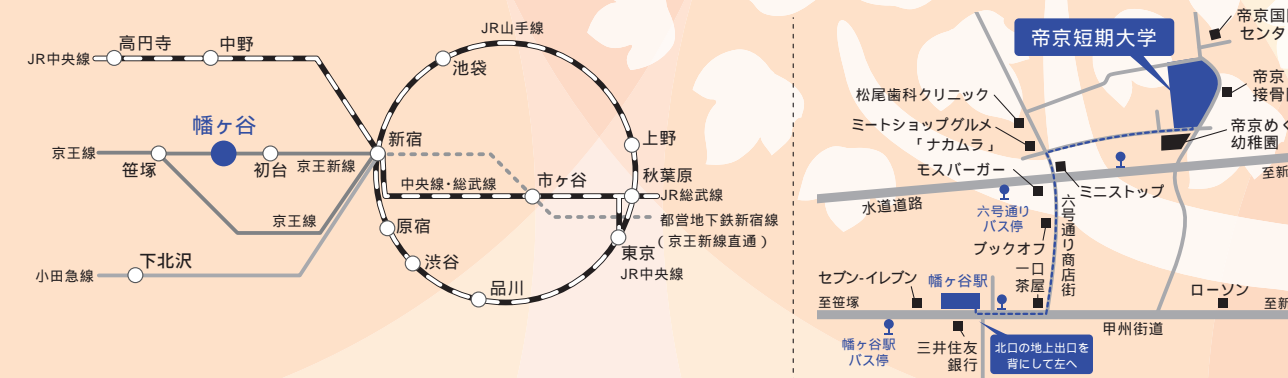 JR山手線
高円寺
中野
JR中央線
池袋
幡ヶ谷
新宿
上野
京王線
笹塚
初台
京王新線
中央線・総武線
市ヶ谷
秋葉原
JR総武線
京王線
原宿
都営地下鉄新宿線
（京王新線直通）
下北沢
渋谷
東京
小田急線
JR中央線
品川
帝京短期大学
帝京国
センタ
松尾歯科クリニック
帝京
接骨
ミートショップグルメ
「ナカムラ」
帝京めぐ
幼稚園
モスバーガー
至新
ミニストップ
水道道路
六号通り
バス停
六号通り商店街
ブックオフ
一口
茶屋
セブン-イレブン
幡ヶ谷駅
ローソン
至笹塚
至新
甲州街道
幡ヶ谷駅
バス停
三井住友
銀行
北口の地上出口を
背にして左へ